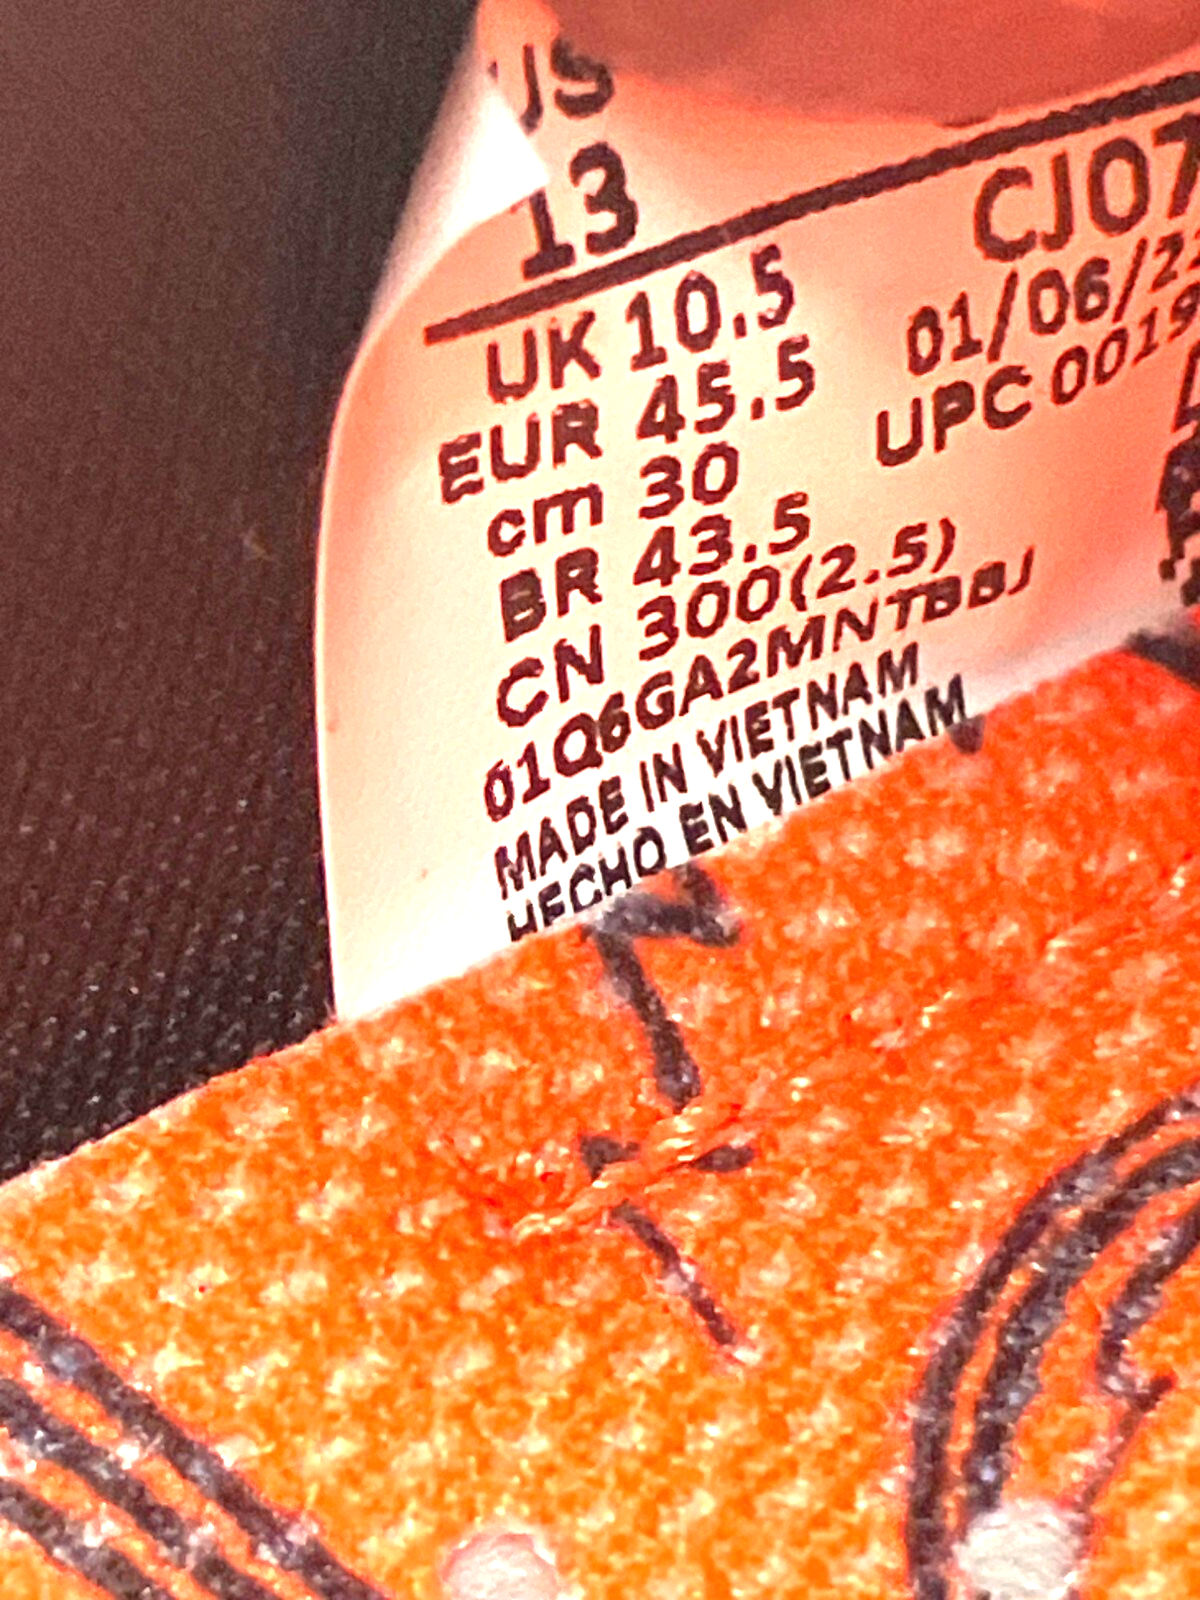 US
13
UK 10.5
EUR 45.5
cm 30
BR 43.5
CN 300(2.5)
01Q6GA2MNTBBJ
MADE IN VIETNAM
HECHO EN VIETNAM
CJ07
01/06/22
UPC 0019